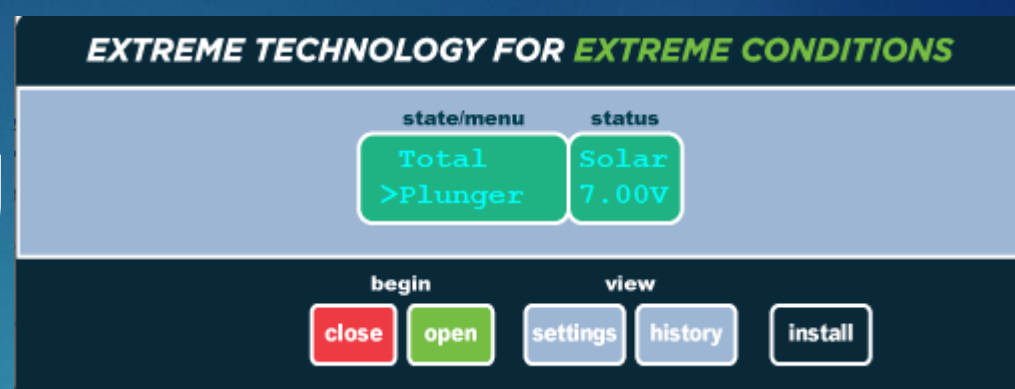 EXTREME TECHNOLOGY FOR EXTREME CONDITIONS
state/menu status
Total Solar
>Plunger 7.00V
begin view
close open settings history install